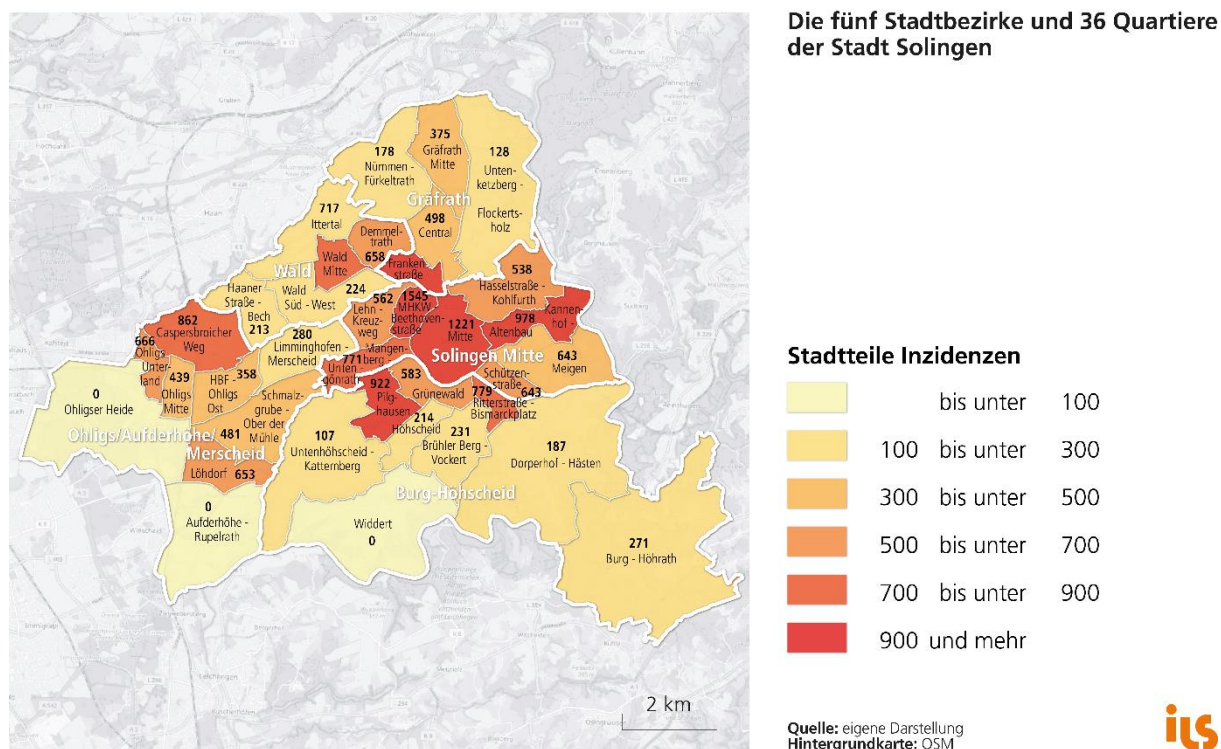 Die fünf Stadtbezirke und 36 Quartiere
der Stadt Solingen
375
Gräfrath
Mitte
178
Nümmen -
Fürkeltrath
128
Unten-
ketzberg -
Flockerts-
holz
Gräfrath
717
Ittertal
498
Central
Demmel-
trath
658
Wald
Mitte
Franken-
straße
Wald
538
Hasselstraße -
Kohlfurth
Haaner
Straße -
Bech
213
Wald
Süd - West
224
562
Lehn -
Kreuz-
weg
1545
MHKW
Beethoven-
straße
1221
Mitte
978
Altenbau
Kannen-
hof -
862
Caspersbroicher
Weg
280
Limminghofen -
Merscheid
Mangen-
berg -
Solingen Mitte
643
Meigen
Schützen-
straße
666
Ohligs
Unter-
land
439
Ohligs
Mitte
HBF -
Ohligs
Ost
358
771
Unten -
gönrath
922
Pilg-
hausen
583
Grünewald
779
643
Ritterstraße -
Bismarckplatz
0
Ohligser Heide
Schmalz-
grube -
Ober der
Mühle
481
Ohligs/Aufderhöhe/
Merscheid
Löhdorf
653
107
Untenhöhscheid -
Kattenberg
214
Höhscheid
231
Brühler Berg -
Vockert
187
Dorperhof - Hästen
Burg-Höhscheid
0
Aufderhöhe -
Rupelrath
Widdert
0
271
Burg - Höhrath
2 km
Stadtteile Inzidenzen
bis unter 100
100 bis unter 300
300 bis unter 500
500 bis unter 700
700 bis unter 900
900 und mehr
Quelle: eigene Darstellung
Hintergrundkarte: OSM
ils